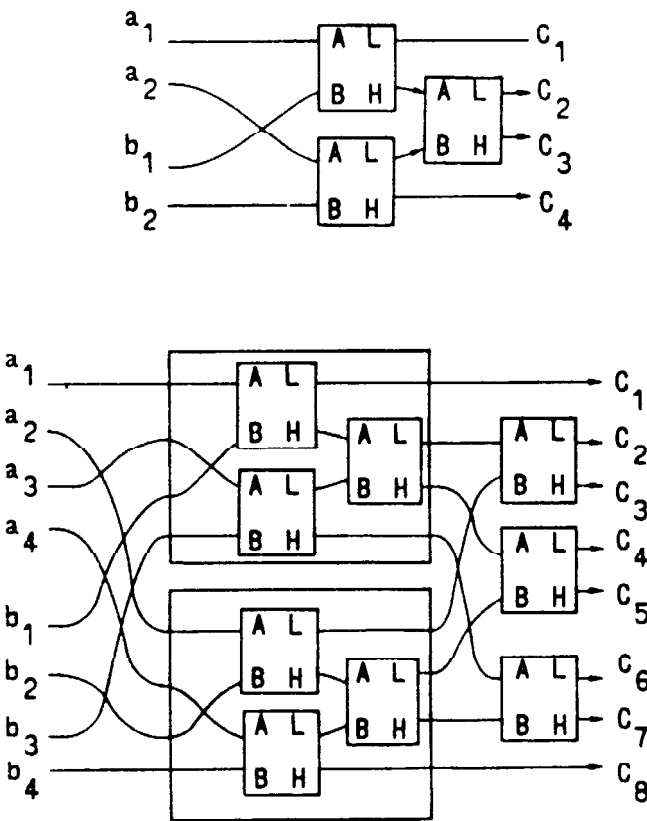 a1 A L C1
a2 A L C2
B H
b1 A L B H C3
b2 B H C4
a1 A L C1
a2 B H A L A L C2
a3 A L B H B H C3
a4 B H A L C4
b1 A L B H C5
b2 B H A L A L C6
b3 A L B H B H C7
b4 B H C8